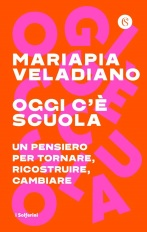 S
MARIAPIA
VELADIANO
OGGI C'È
SCUOLA
UN PENSIERO
PER TORNARE,
RICOSTRUIRE,
CAMBIARE
i Solferini